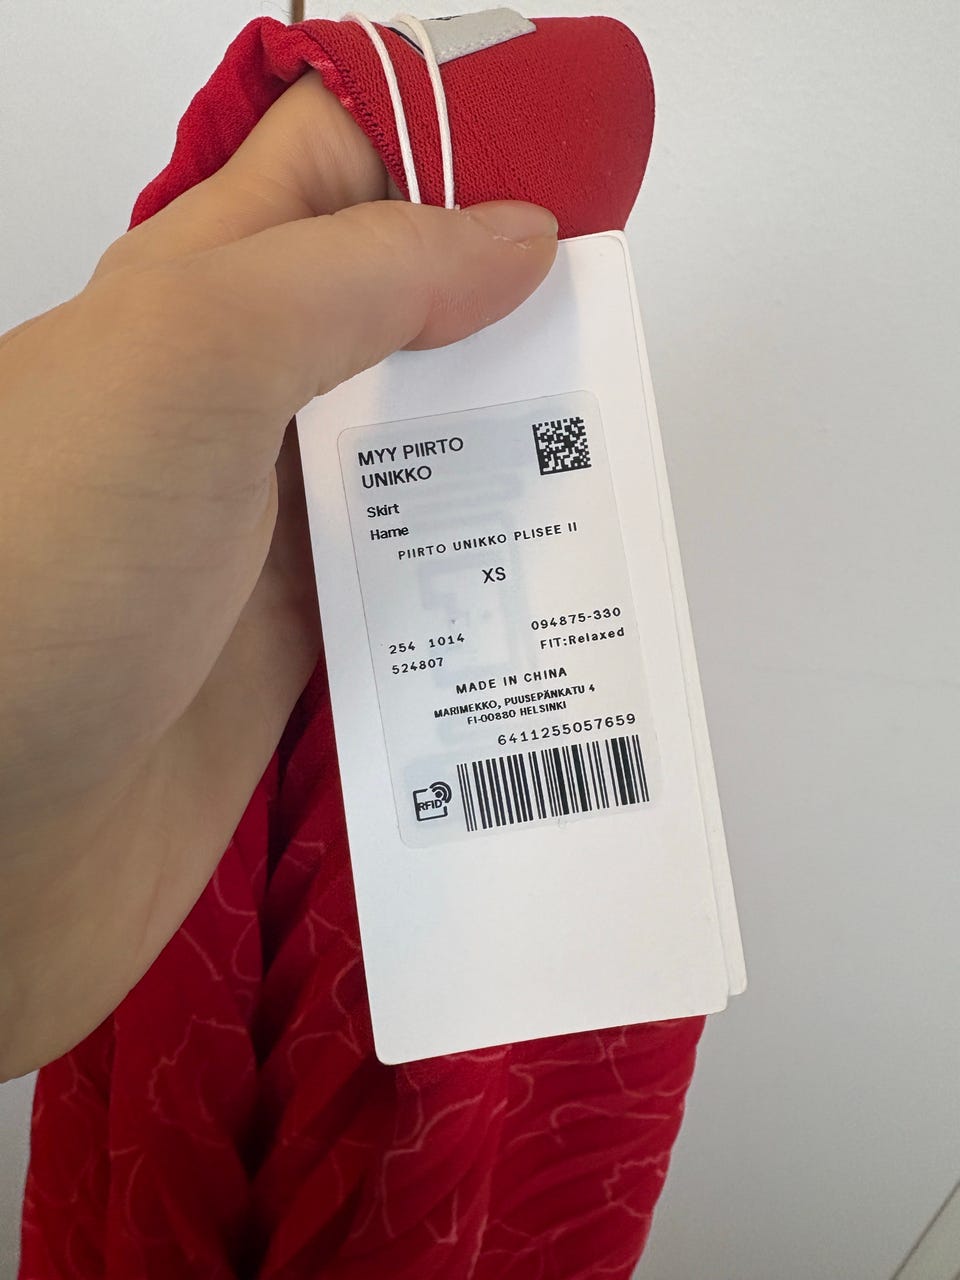 MYY PIIRTO
UNIKKO
Skirt
Hame
PIIRTO UNIKKO PLISEE II
XS
254 1014
094875-330
524807
FIT:Relaxed
MADE IN CHINA
MARIMEKKO, PUUSEPÄNKATU 4
FI-00880 HELSINKI
6411255057659
RFID